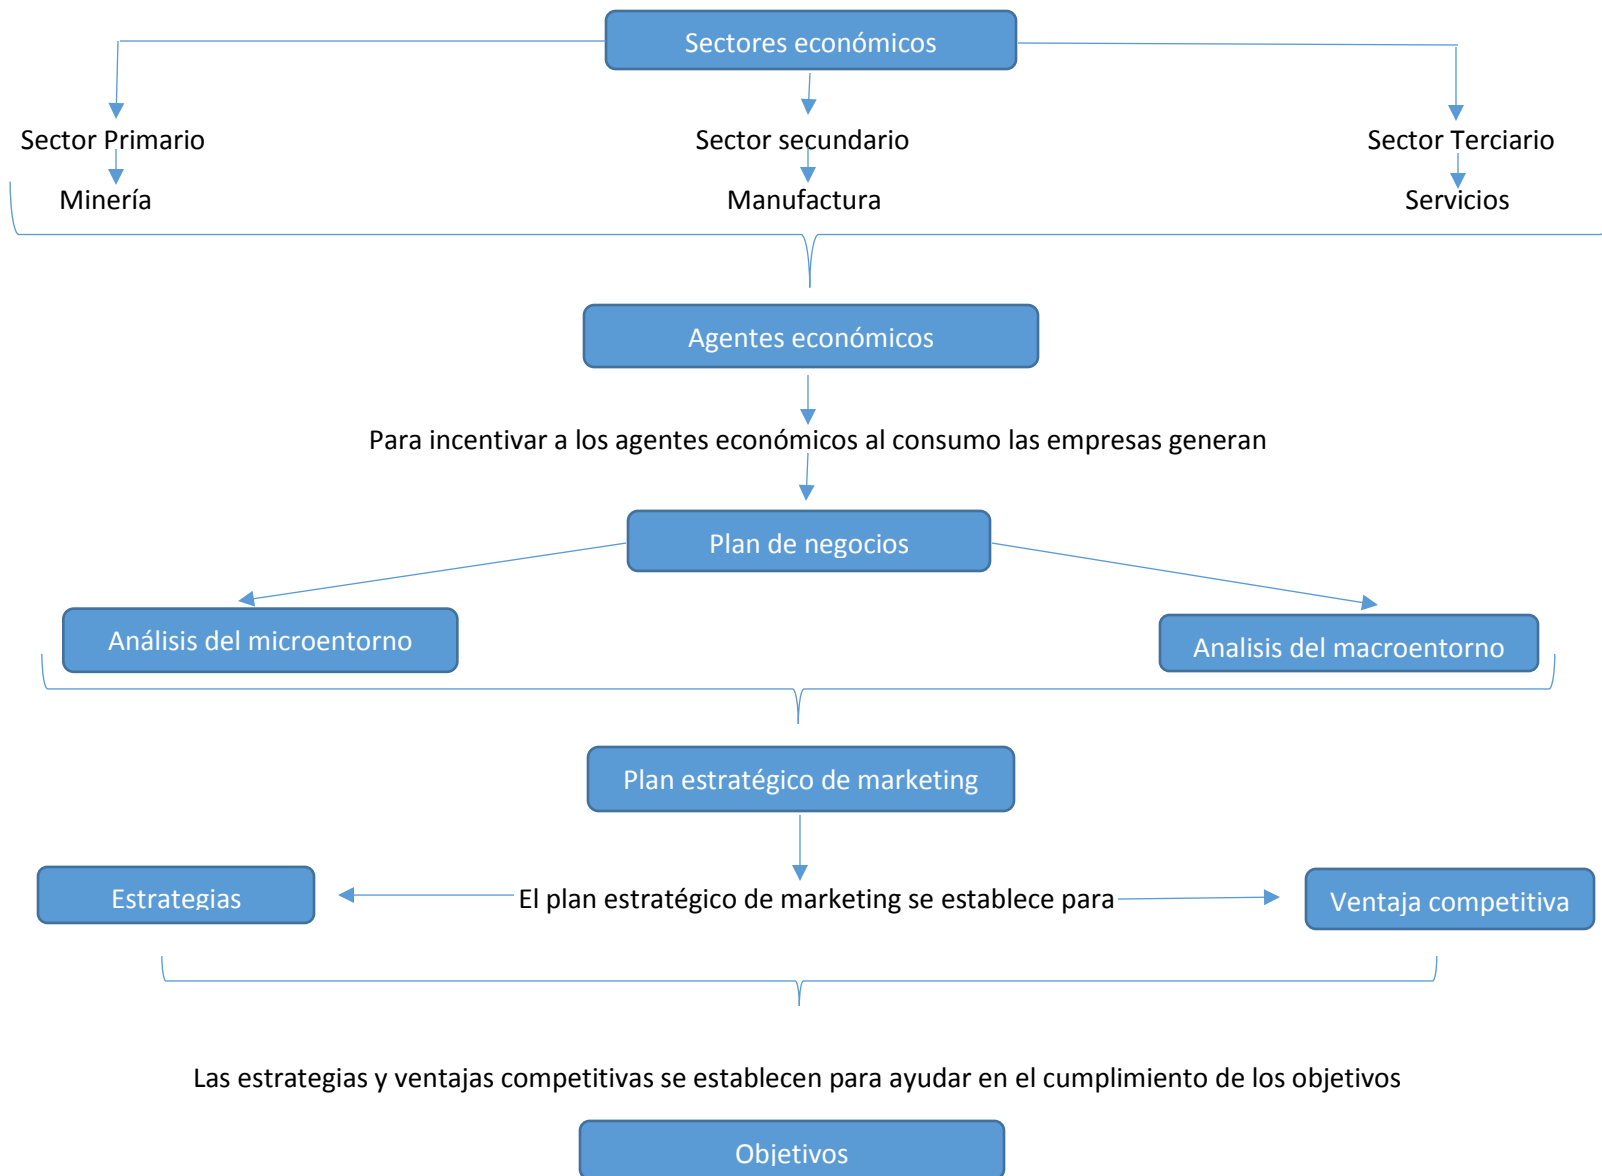 Sectores económicos
Sector Primario
Sector secundario
Sector Terciario
Minería
Manufactura
Servicios
Agentes económicos
Para incentivar a los agentes económicos al consumo las empresas generan
Plan de negocios
Análisis del microentorno
Analisis del macroentorno
Plan estratégico de marketing
Estrategias
El plan estratégico de marketing se establece para
Ventaja competitiva
Las estrategias y ventajas competitivas se establecen para ayudar en el cumplimiento de los objetivos
Objetivos